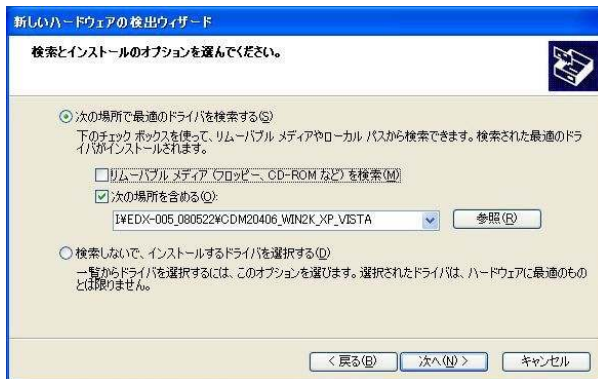 新しいハードウェアの検出ウィザード
検索とインストールのオプションを選んでください。
次の場所で最適のドライバを検索する(S)
下のチェック ボックスを使って、リムーバブル メディアやローカル パスから検索できます。検索された最適のドラ
イバがインストールされます。
リムーバブル メディア (フロッピー、CD-ROM など) を検索(M)
次の場所を含める(O):
I¥EDX-005_080522¥CDM20406_WIN2K_XP_VISTA
参照(R)
検索しないで、インストールするドライバを選択する(D)
一覧からドライバを選択するには、このオプションを選びます。選択されたドライバは、ハードウェアに最適のもの
とは限りません。
< 戻る(B)
次へ(N) >
キャンセル